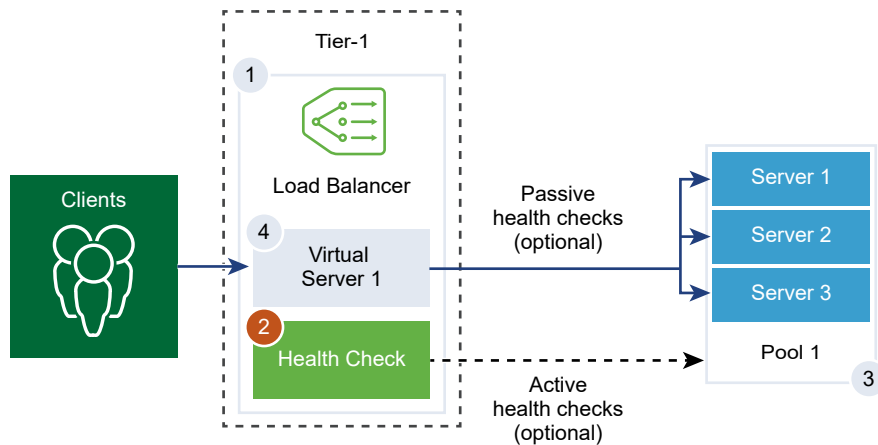 Tier-1
1
Load Balancer
Clients
4
Virtual
Server 1
2
Health Check
Passive
health checks
(optional)
Active
health checks
(optional)
Server 1
Server 2
Server 3
Pool 1
3